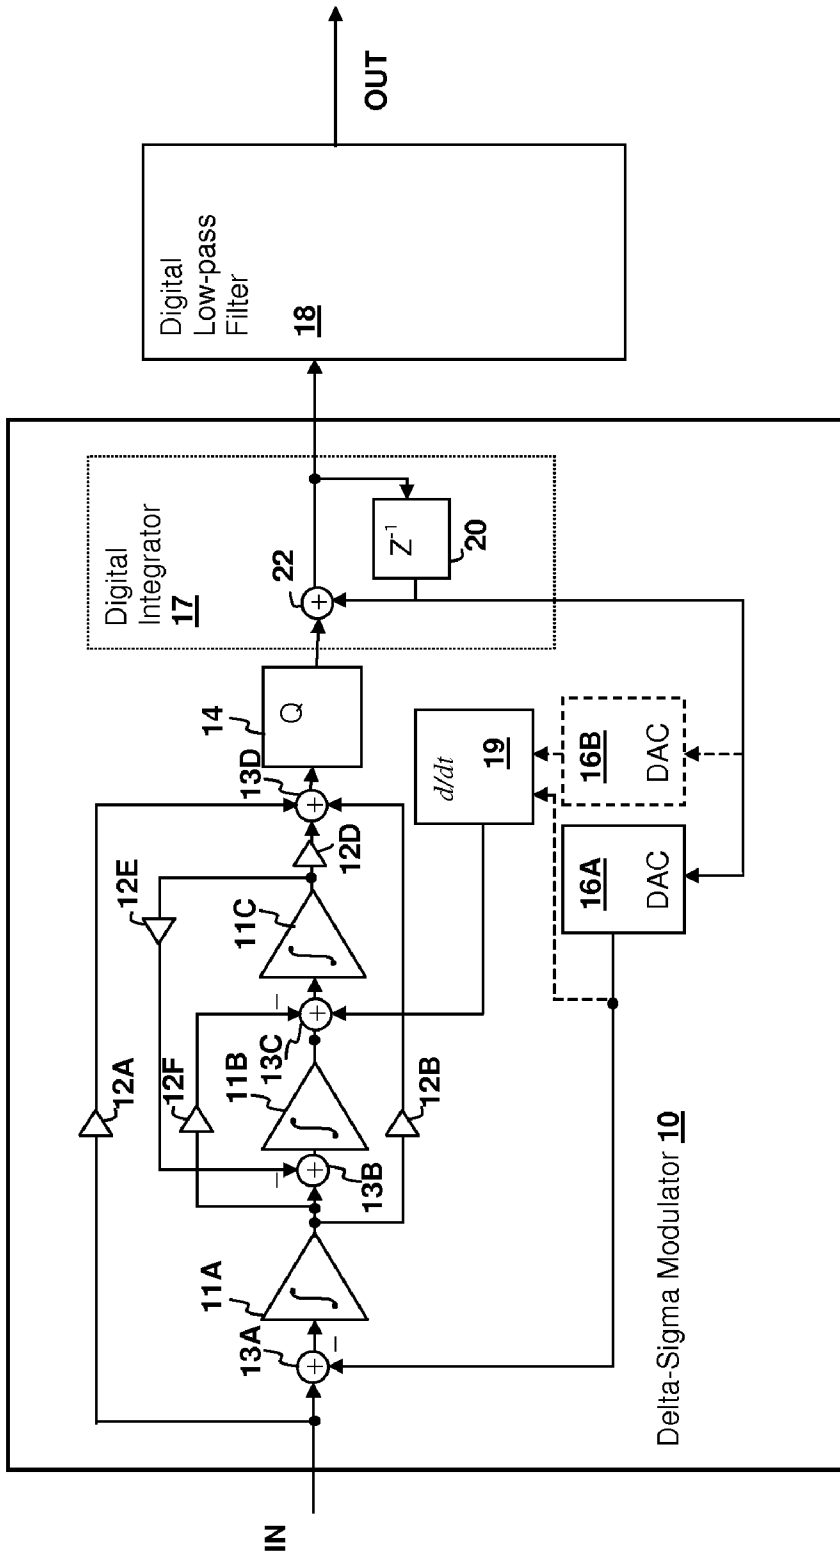 IN
13A
+
−
11A
∫
12A
12F
12E
−
+
13B
11B
∫
12B
13C
−
+
11C
∫
12D
13D
+
14
Q
Digital
Integrator
17
22
+
Z⁻¹
20
d/dt
19
16A
DAC
16B
DAC
Delta-Sigma Modulator 10
Digital
Low-pass
Filter
18
OUT